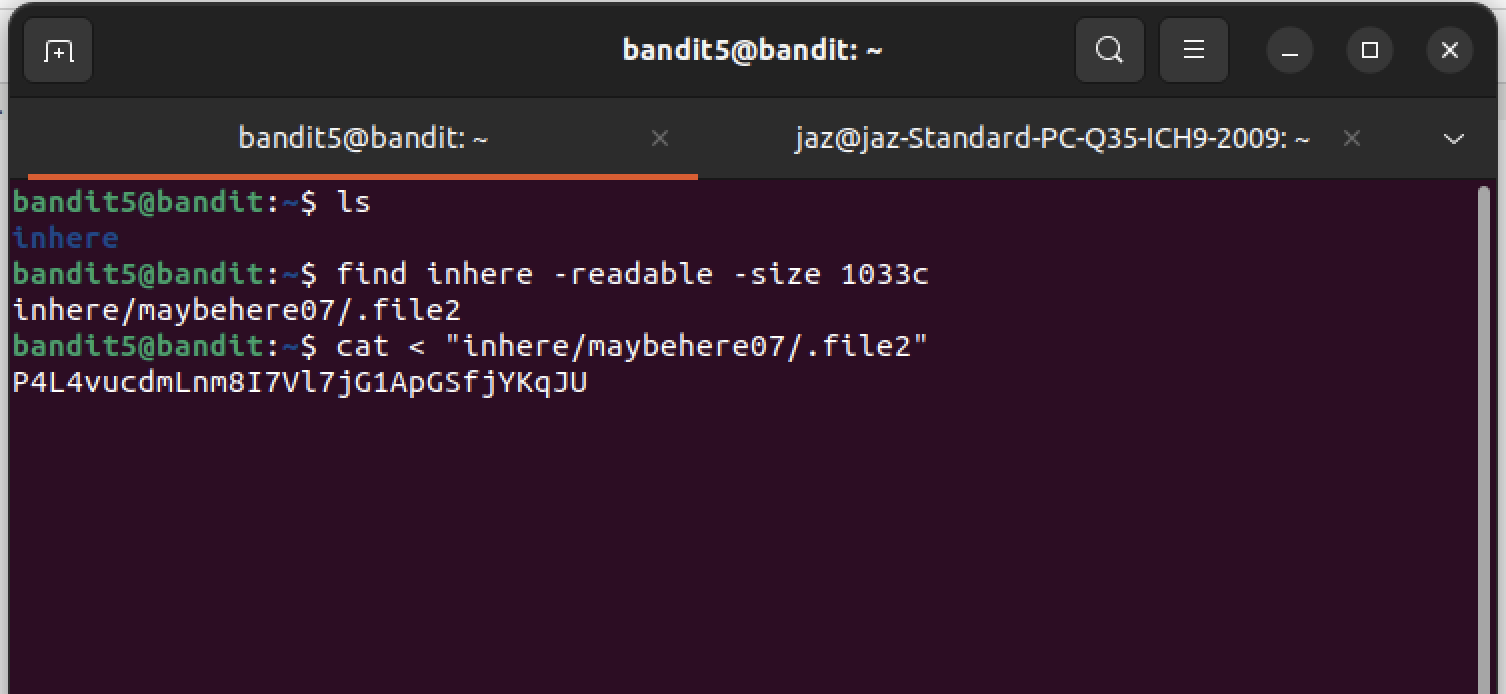 bandit5@bandit: ~
bandit5@bandit: ~
jaz@jaz-Standard-PC-Q35-ICH9-2009: ~
bandit5@bandit:~$ ls
inhere
bandit5@bandit:~$ find inhere -readable -size 1033c
inhere/maybehere07/.file2
bandit5@bandit:~$ cat < "inhere/maybehere07/.file2"
P4L4vucdmLnm8I7Vl7jG1ApGSfjYKqJU